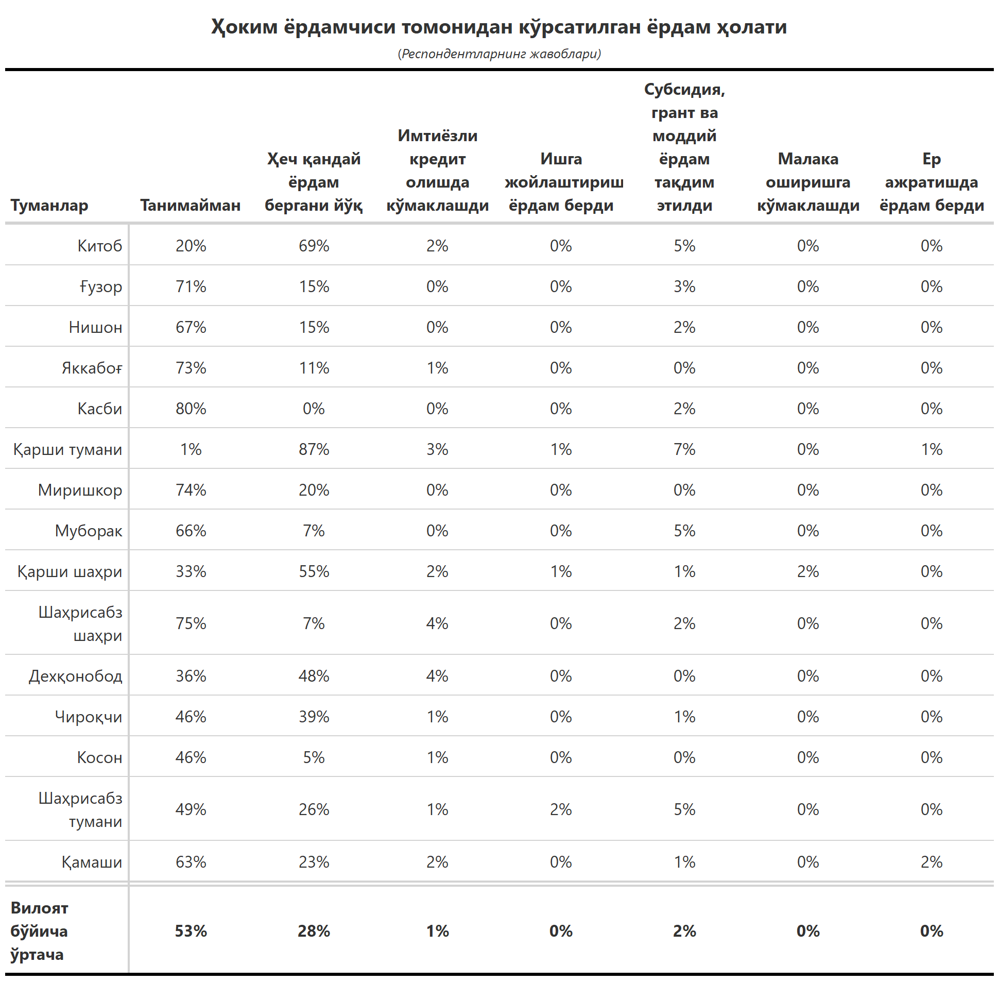 Ҳоким ёрдамчиси томонидан кўрсатилган ёрдам ҳолати
(Респондентларнинг жавоблари)
Туманлар
Танимайман
Ҳеч қандай
ёрдам
бергани йўқ
Имтиёзли
кредит
олишда
кўмаклашди
Ишга
жойлаштириш
ёрдам берди
Субсидия,
грант ва
моддий
ёрдам
тақдим
этилди
Малака
оширишга
кўмаклашди
Ер
ажратишда
ёрдам берди
Китоб 20% 69% 2% 0% 5% 0% 0%
Ғузор 71% 15% 0% 0% 3% 0% 0%
Нишон 67% 15% 0% 0% 2% 0% 0%
Яккабоғ 73% 11% 1% 0% 0% 0% 0%
Касби 80% 0% 0% 0% 2% 0% 0%
Қарши тумани 1% 87% 3% 1% 7% 0% 1%
Миришкор 74% 20% 0% 0% 0% 0% 0%
Муборак 66% 7% 0% 0% 5% 0% 0%
Қарши шаҳри 33% 55% 2% 1% 1% 2% 0%
Шаҳрисабз
шаҳри
75% 7% 4% 0% 2% 0% 0%
Дехқонобод 36% 48% 4% 0% 0% 0% 0%
Чироқчи 46% 39% 1% 0% 1% 0% 0%
Косон 46% 5% 1% 0% 0% 0% 0%
Шаҳрисабз
тумани
49% 26% 1% 2% 5% 0% 0%
Қамаши 63% 23% 2% 0% 1% 0% 2%
Вилоят
бўйича
ўртача
53% 28% 1% 0% 2% 0% 0%